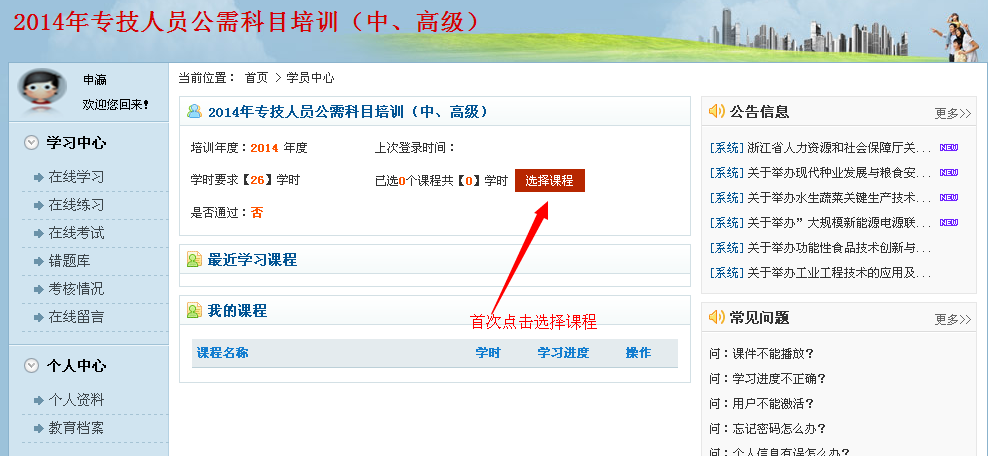 2014年专技人员公需科目培训（中、高级）
申瀛
欢迎您回来!
学习中心
在线学习
在线练习
在线考试
错题库
考核情况
在线留言
个人中心
个人资料
教育档案
当前位置： 首页 > 学员中心
2014年专技人员公需科目培训（中、高级）
培训年度：2014 年度
上次登录时间：
学时要求【26】学时
已选0个课程共【0】学时 选择课程
是否通过：否
最近学习课程
我的课程
首次点击选择课程
课程名称 学时 学习进度 操作
公告信息 更多>>
[系统] 浙江省人力资源和社会保障厅关... NEW
[系统] 关于举办现代种业发展与粮食安... NEW
[系统] 关于举办水生蔬菜关键生产技术... NEW
[系统] 关于举办”大规模新能源电源联... NEW
[系统] 关于举办功能性食品技术创新与...
[系统] 关于举办工业工程技术的应用及...
常见问题 更多>>
问：课件不能播放？
问：学习进度不正确？
问：用户不能激活？
问：忘记密码怎么办？
问：个人信息有误怎么办？